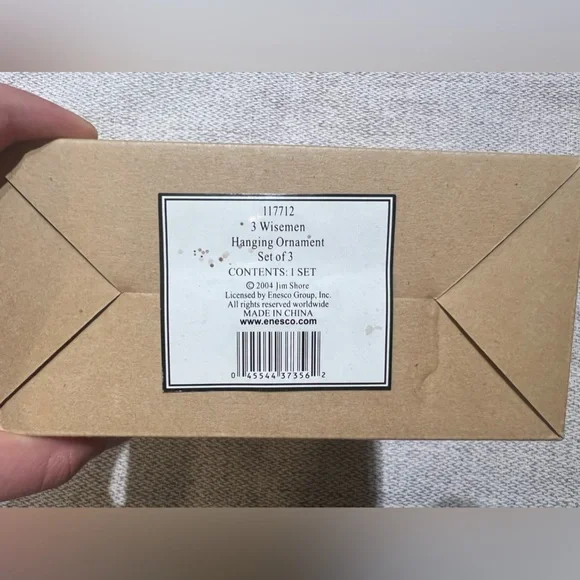 117712
3 Wisemen
Hanging Ornament
Set of 3
CONTENTS: 1 SET
© 2004 Jim Shore
Licensed by Enesco Group, Inc.
All rights reserved worldwide
MADE IN CHINA
www.enesco.com
0 45544 37356 2